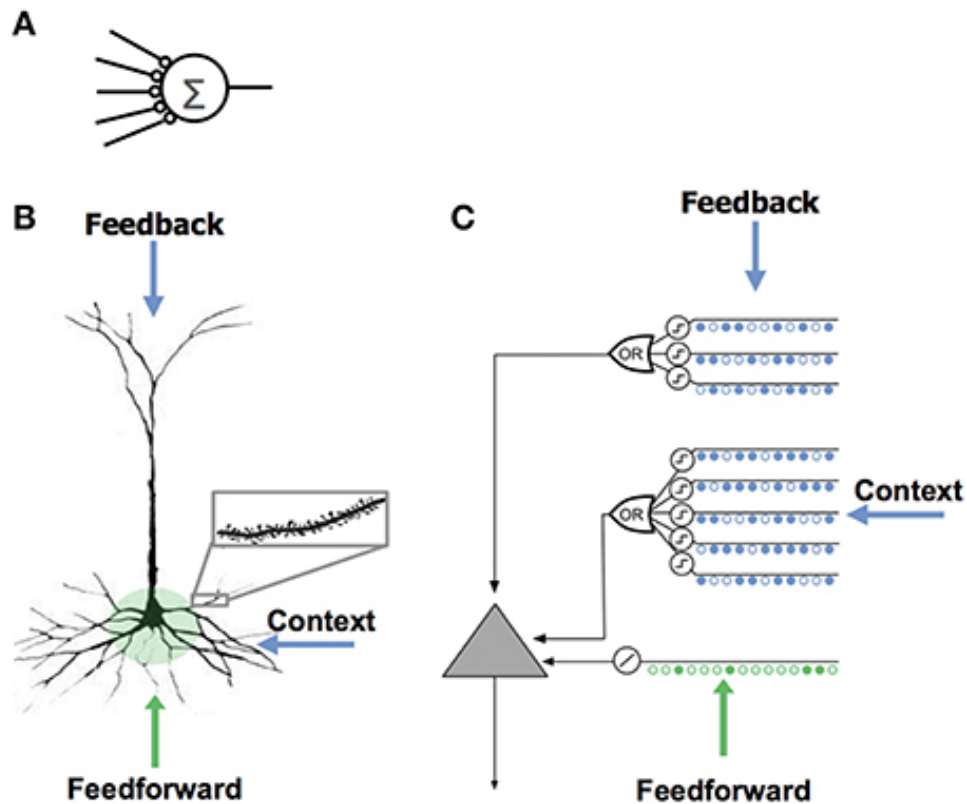 A
Σ
B
Feedback
Context
Feedforward
C
Feedback
OR
OR
Context
Feedforward